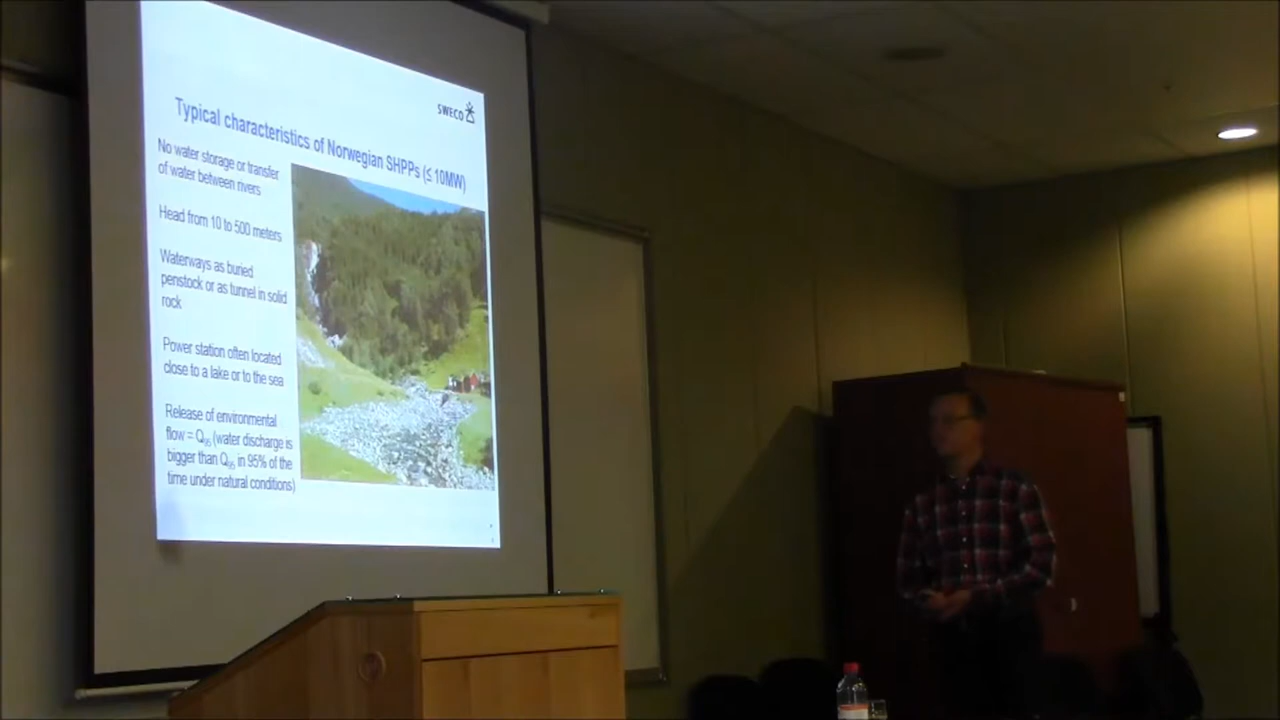 SWECO
Typical characteristics of Norwegian SHPPs (≤ 10MW)
No water storage or transfer
of water between rivers
Head from 10 to 500 meters
Waterways as buried
penstock or as tunnel in solid
rock
Power station often located
close to a lake or to the sea
Release of environmental
flow = Q95 (water discharge is
bigger than Q95 in 95% of the
time under natural conditions)